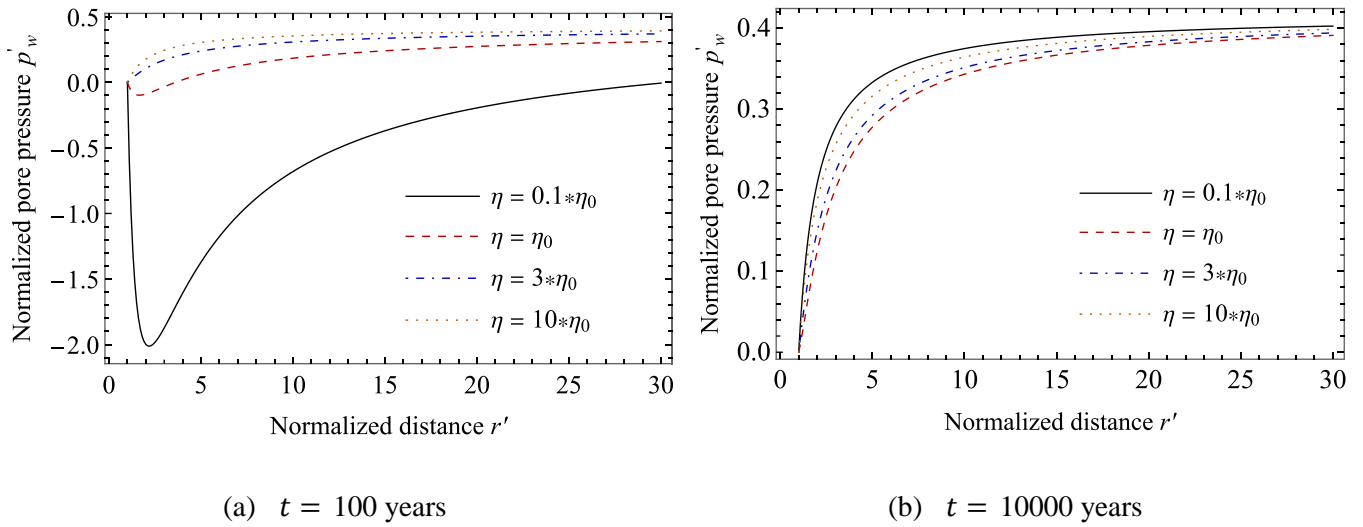 Normalized pore pressure p'_w
0.5
0.0
−0.5
−1.0
−1.5
−2.0
η = 0.1*η₀
η = η₀
η = 3*η₀
η = 10*η₀
0 5 10 15 20 25 30
Normalized distance r′
(a) t = 100 years
Normalized pore pressure p'_w
0.4
0.3
0.2
0.1
0.0
η = 0.1*η₀
η = η₀
η = 3*η₀
η = 10*η₀
0 5 10 15 20 25 30
Normalized distance r′
(b) t = 10000 years